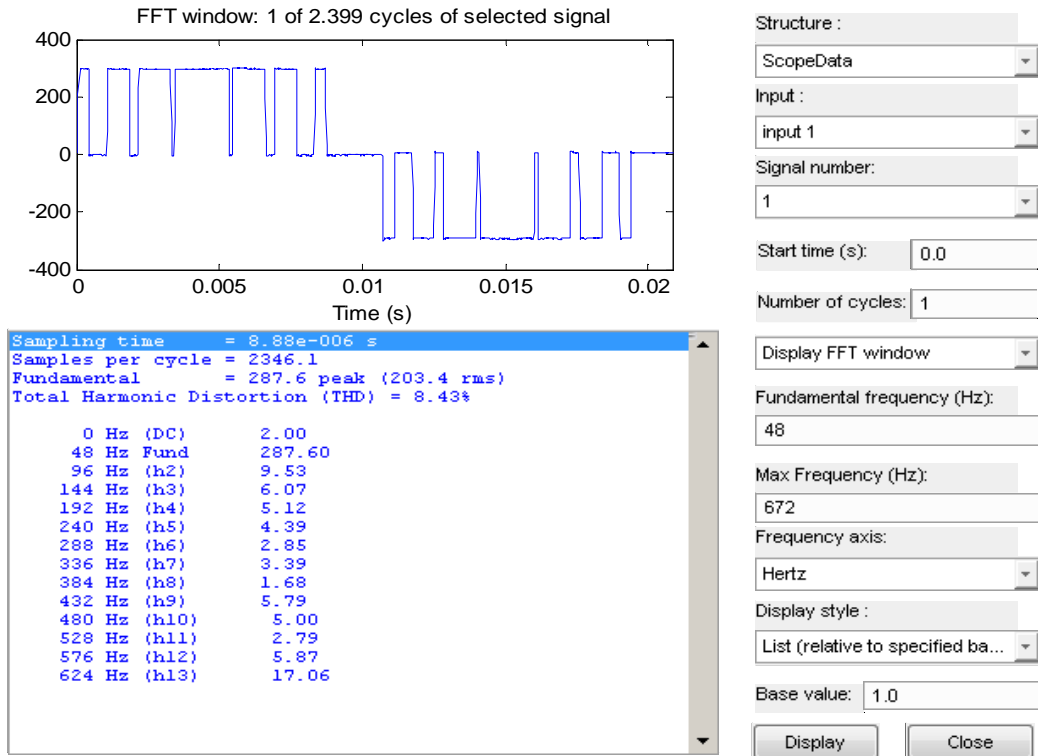 FFT window: 1 of 2.399 cycles of selected signal
400
200
0
-200
-400
0
0.005
0.01
0.015
0.02
Time (s)
Sampling time = 8.88e-006 s
Samples per cycle = 2346.1
Fundamental = 287.6 peak (203.4 rms)
Total Harmonic Distortion (THD) = 8.43%
0 Hz (DC) 2.00
48 Hz Fund 287.60
96 Hz (h2) 9.53
144 Hz (h3) 6.07
192 Hz (h4) 5.12
240 Hz (h5) 4.39
288 Hz (h6) 2.85
336 Hz (h7) 3.39
384 Hz (h8) 1.68
432 Hz (h9) 5.79
480 Hz (h10) 5.00
528 Hz (h11) 2.79
576 Hz (h12) 5.87
624 Hz (h13) 17.06
Structure :
ScopeData
Input :
input 1
Signal number:
1
Start time (s): 0.0
Number of cycles: 1
Display FFT window
Fundamental frequency (Hz):
48
Max Frequency (Hz):
672
Frequency axis:
Hertz
Display style :
List (relative to specified ba...
Base value: 1.0
Display Close